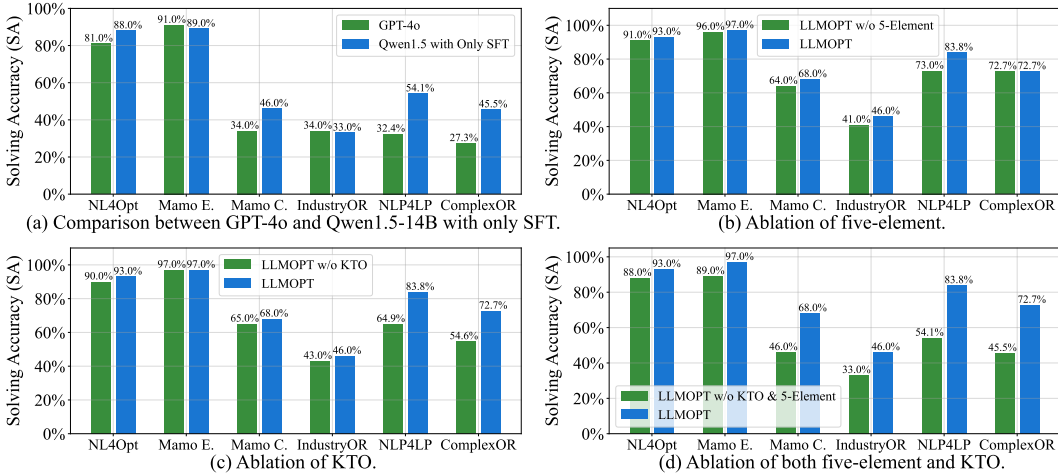 Solving Accuracy (SA)
100%
80%
60%
40%
20%
0%
GPT-4o
Qwen1.5 with Only SFT
81.0% 88.0% 91.0% 89.0% 34.0% 46.0% 34.0% 33.0% 32.4% 54.1% 27.3% 45.5%
NL4Opt Mamo E. Mamo C. IndustryOR NLP4LP ComplexOR
(a) Comparison between GPT-4o and Qwen1.5-14B with only SFT.
Solving Accuracy (SA)
100%
80%
60%
40%
20%
0%
LLMOPT w/o 5-Element
LLMOPT
91.0% 93.0% 96.0% 97.0% 64.0% 68.0% 41.0% 46.0% 73.0% 83.8% 72.7% 72.7%
NL4Opt Mamo E. Mamo C. IndustryOR NLP4LP ComplexOR
(b) Ablation of five-element.
Solving Accuracy (SA)
100%
80%
60%
40%
20%
0%
LLMOPT w/o KTO
LLMOPT
90.0% 93.0% 97.0% 97.0% 65.0% 68.0% 43.0% 46.0% 64.9% 83.8% 54.6% 72.7%
NL4Opt Mamo E. Mamo C. IndustryOR NLP4LP ComplexOR
(c) Ablation of KTO.
Solving Accuracy (SA)
100%
80%
60%
40%
20%
0%
LLMOPT w/o KTO & 5-Element
LLMOPT
88.0% 93.0% 89.0% 97.0% 46.0% 68.0% 33.0% 46.0% 54.1% 83.8% 45.5% 72.7%
NL4Opt Mamo E. Mamo C. IndustryOR NLP4LP ComplexOR
(d) Ablation of both five-element and KTO.